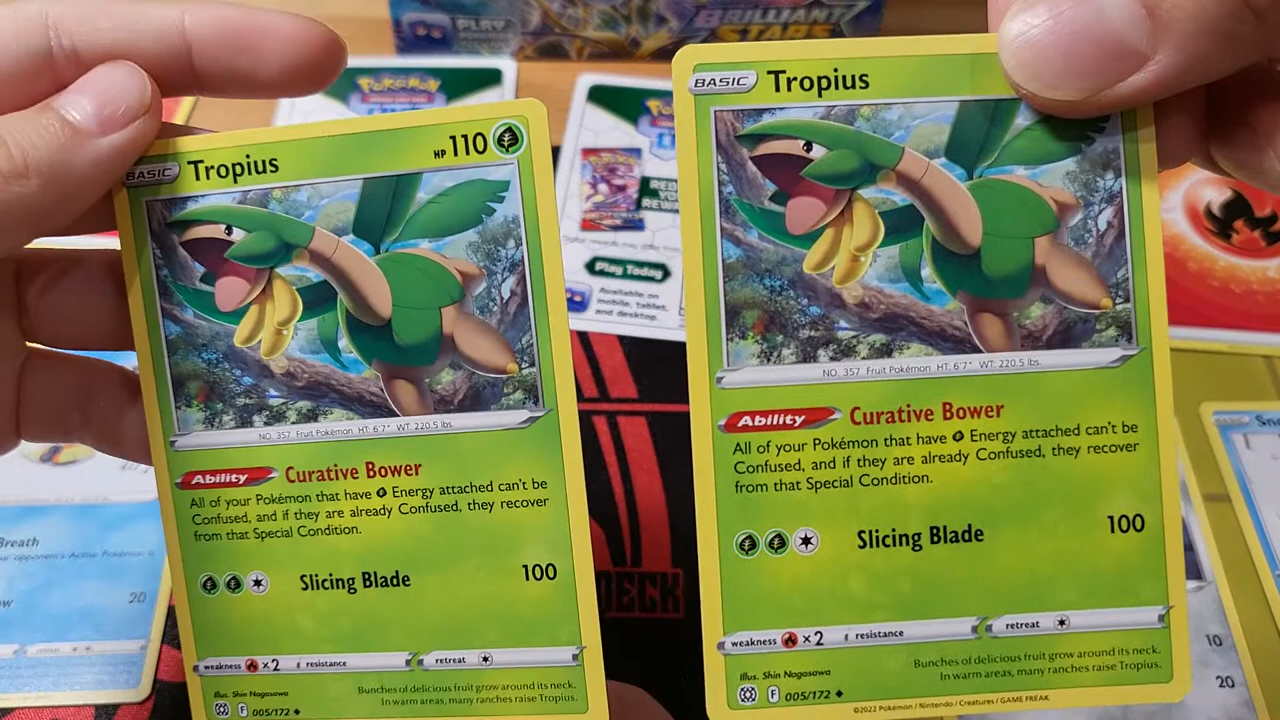 PLAY
BRILLIANT
STARS
Pokémon
BASIC
Tropius
HP 110
NO. 357 Fruit Pokémon HT: 6'7" WT: 220.5 lbs.
Ability Curative Bower
All of your Pokémon that have Energy attached can't be
Confused, and if they are already Confused, they recover
from that Special Condition.
Slicing Blade 100
weakness ×2 resistance retreat
Illus. Shin Nagasawa
Bunches of delicious fruit grow around its neck.
In warm areas, many ranches raise Tropius.
F 005/172
BASIC
Tropius
NO. 357 Fruit Pokémon HT: 6'7" WT: 220.5 lbs.
Ability Curative Bower
All of your Pokémon that have Energy attached can't be
Confused, and if they are already Confused, they recover
from that Special Condition.
Slicing Blade 100
weakness ×2 resistance retreat
Illus. Shin Nagasawa
Bunches of delicious fruit grow around its neck.
In warm areas, many ranches raise Tropius.
F 005/172
©2022 Pokémon / Nintendo / Creatures / GAME FREAK
Play Today
Available on
mobile, tablet,
and desktop.
DECK
Breath
20
10
20